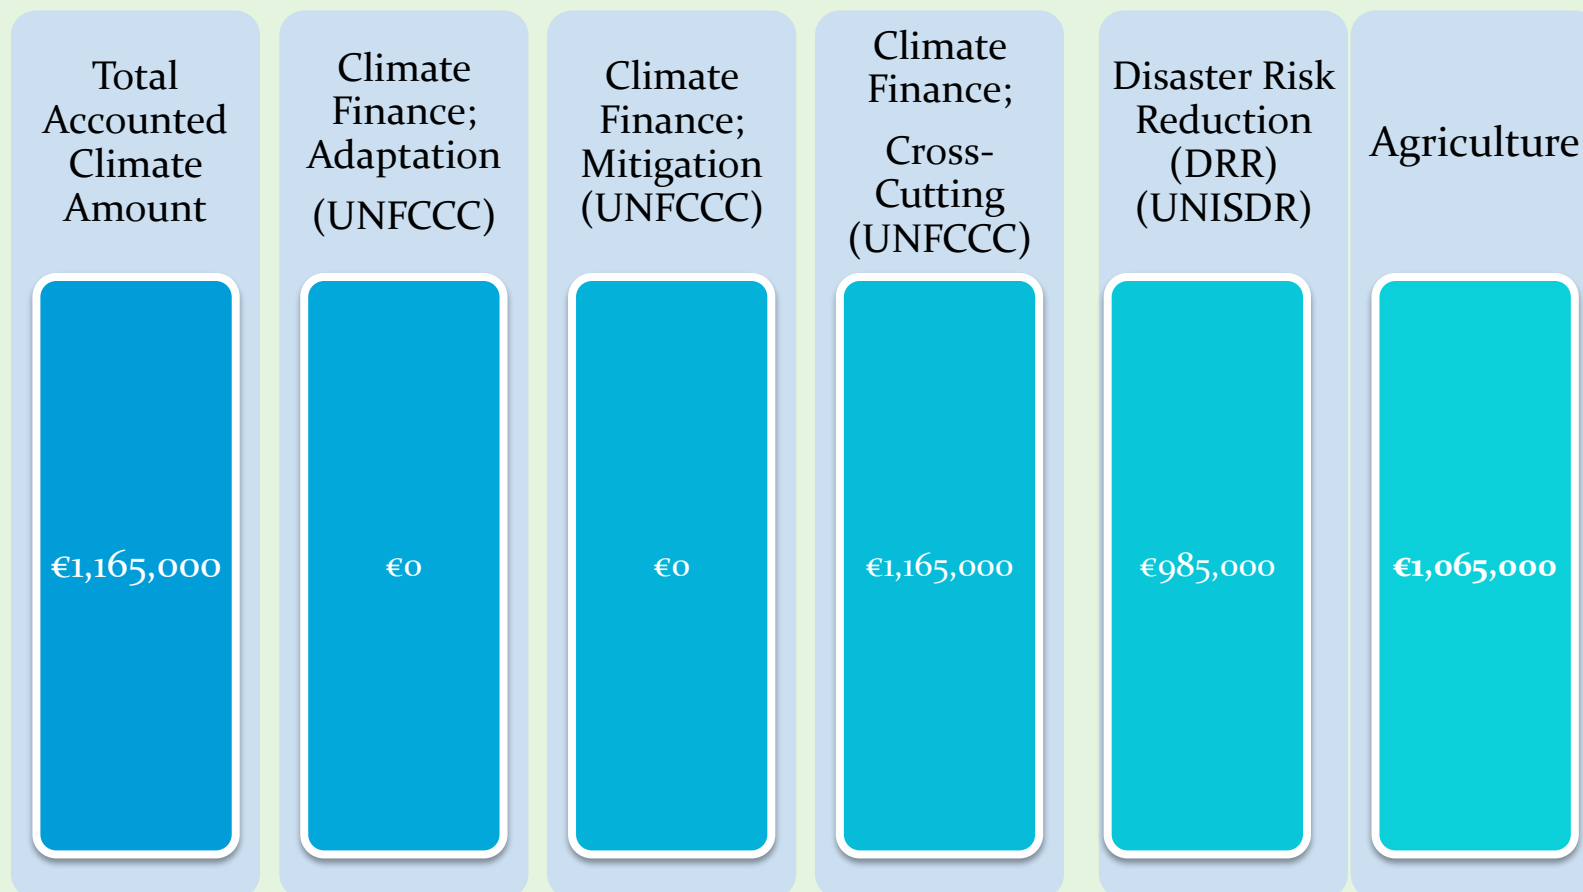 Total
Accounted
Climate
Amount
€1,165,000
Climate
Finance;
Adaptation
(UNFCCC)
€0
Climate
Finance;
Mitigation
(UNFCCC)
€0
Climate
Finance;
Cross-
Cutting
(UNFCCC)
€1,165,000
Disaster Risk
Reduction
(DRR)
(UNISDR)
€985,000
Agriculture
€1,065,000